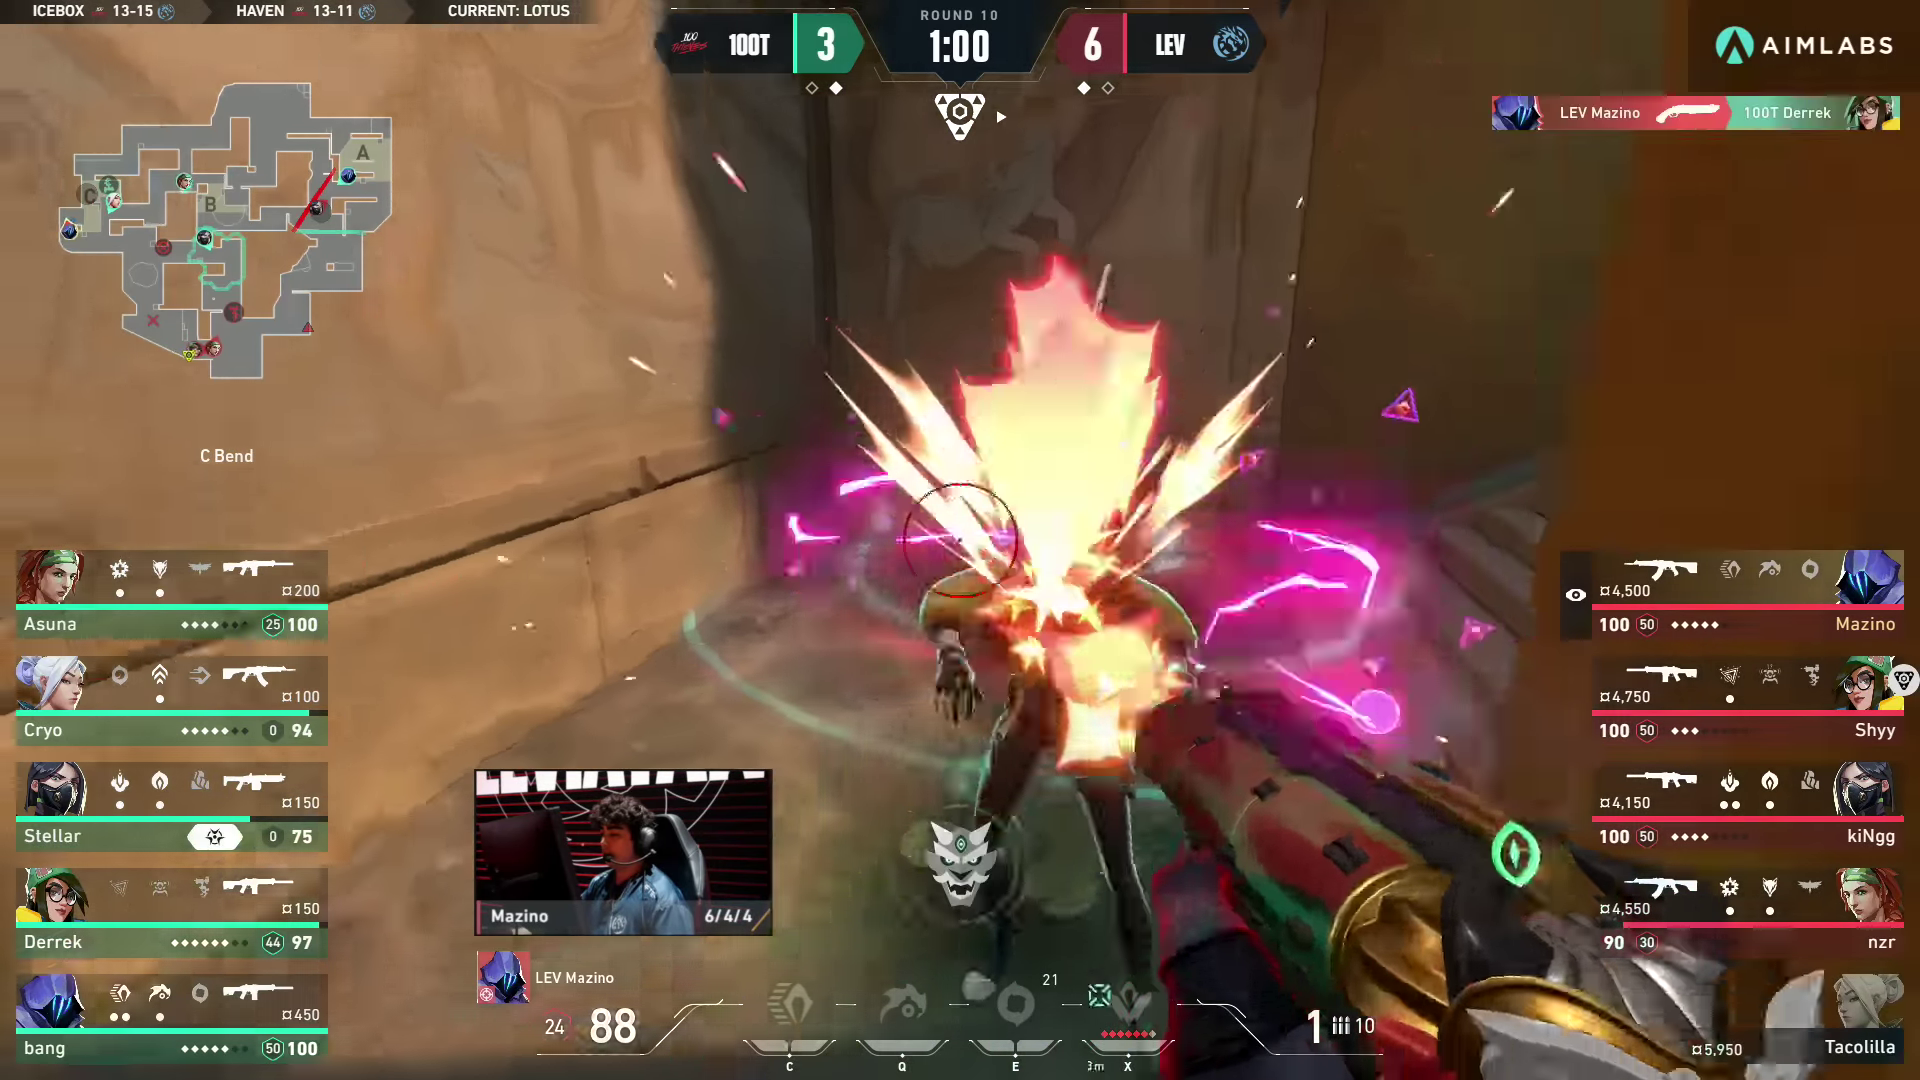 ICEBOX 13-15
HAVEN 13-11
CURRENT: LOTUS
100 THIEVES
100T
3
ROUND 10
1:00
6
LEV
AIMLABS
LEV Mazino
100T Derrek
A
B
C
C Bend
¤200
Asuna
25
100
¤100
Cryo
0
94
¤150
Stellar
0
75
¤150
Derrek
44
97
¤450
bang
50
100
¤4,500
100
50
Mazino
¤4,750
100
50
Shyy
¤4,150
100
50
kiNgg
¤4,550
90
30
nzr
¤5,950
Tacolilla
Mazino
6/4/4
LEV Mazino
24
88
21
1
10
C
Q
E
3m
X